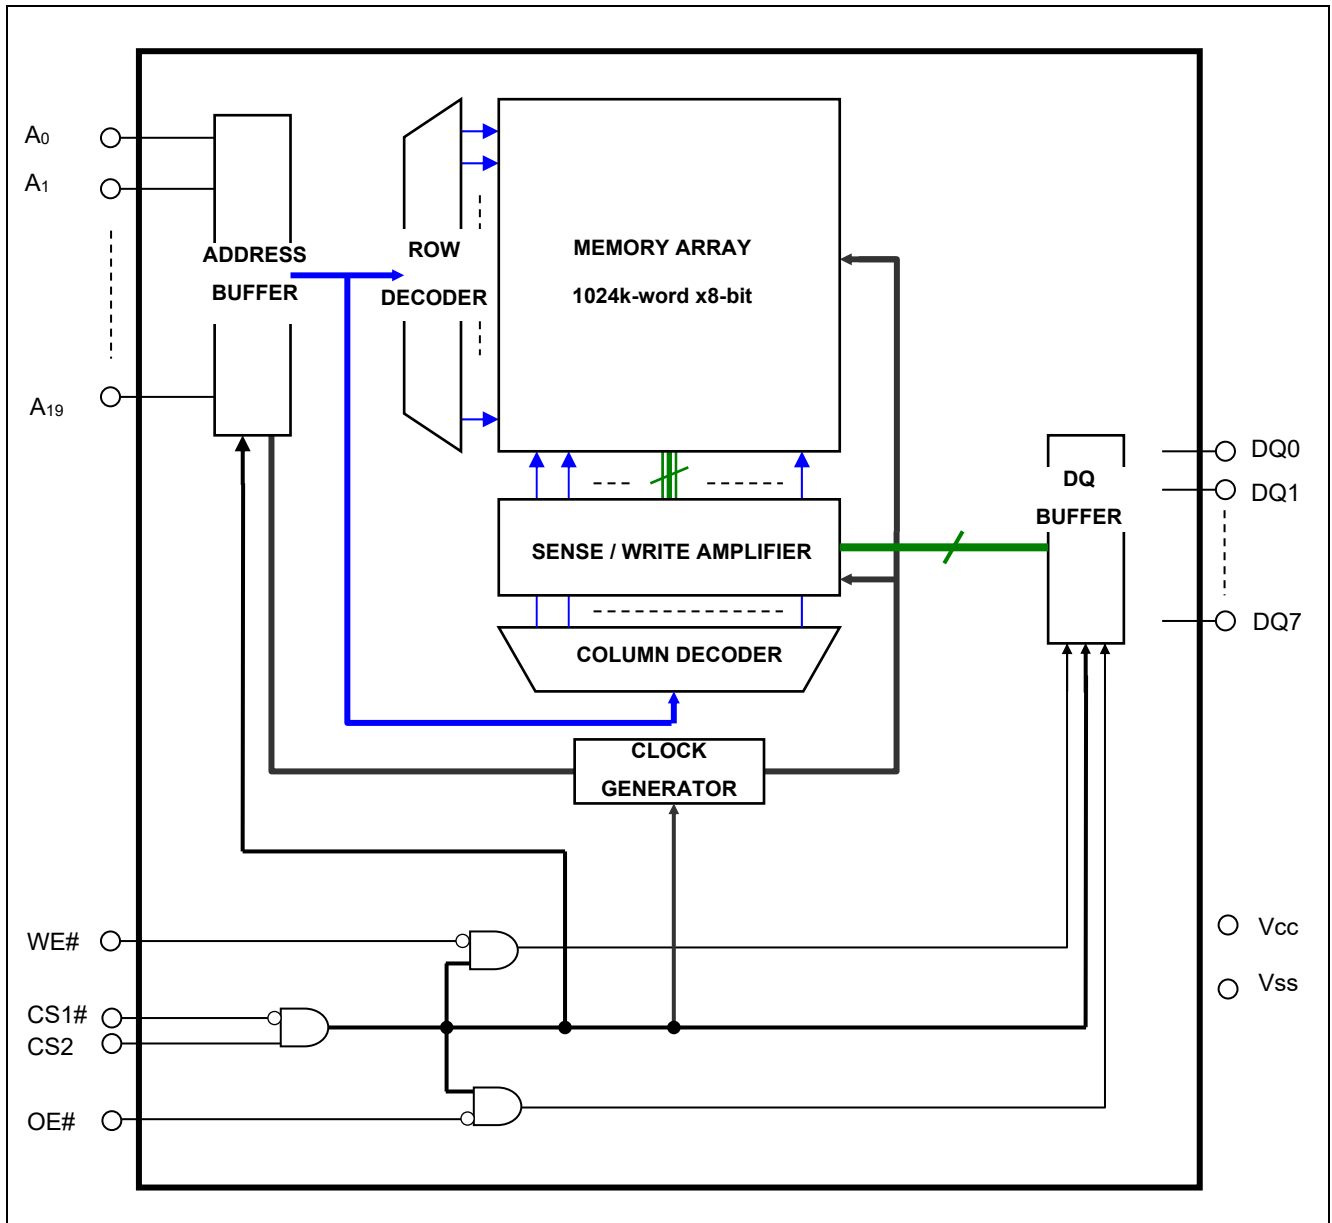 A0
A1
A19
ADDRESS
BUFFER
ROW
DECODER
MEMORY ARRAY
1024k-word x8-bit
SENSE / WRITE AMPLIFIER
COLUMN DECODER
CLOCK
GENERATOR
DQ
BUFFER
DQ0
DQ1
DQ7
WE#
CS1#
CS2
OE#
Vcc
Vss